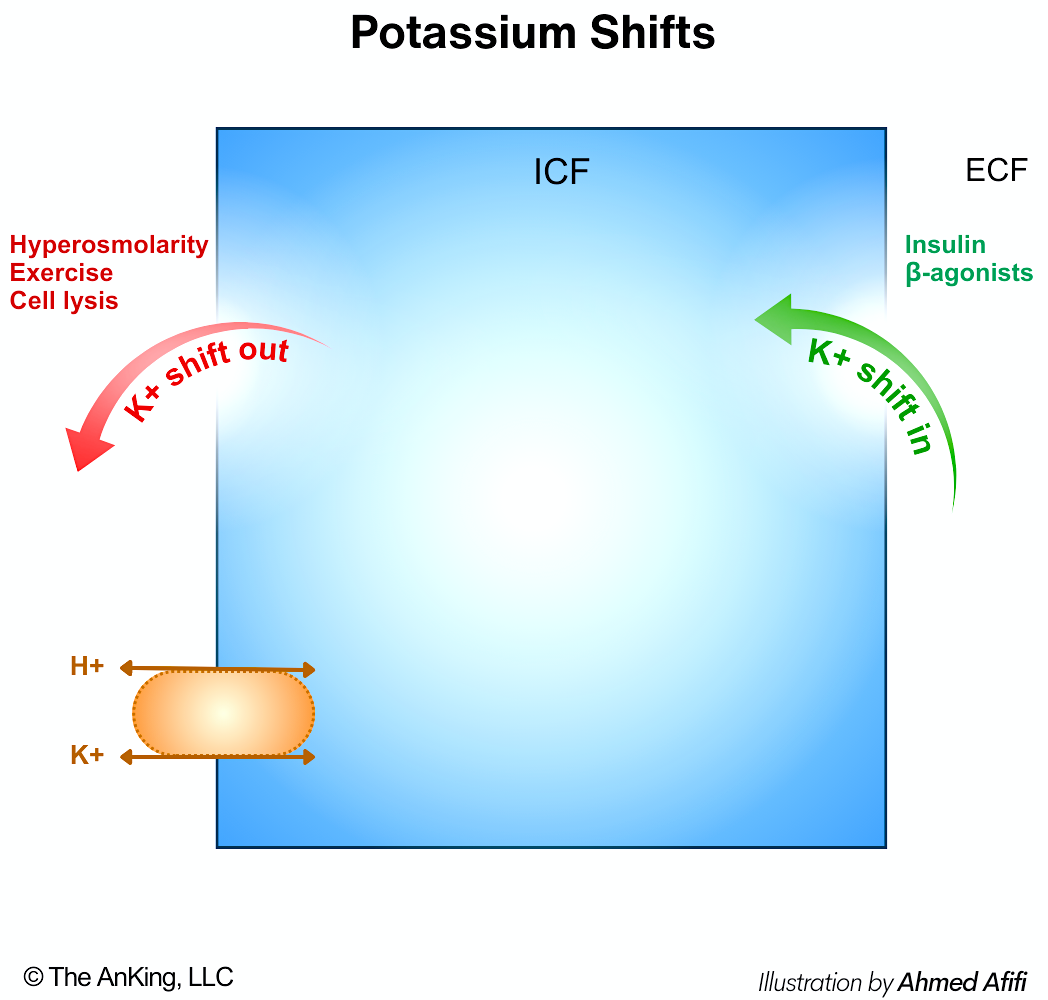 Potassium Shifts
ICF
ECF
Hyperosmolarity
Exercise
Cell lysis
K+ shift out
Insulin
β-agonists
K+ shift in
H+
K+
© The AnKing, LLC
Illustration by Ahmed Afifi